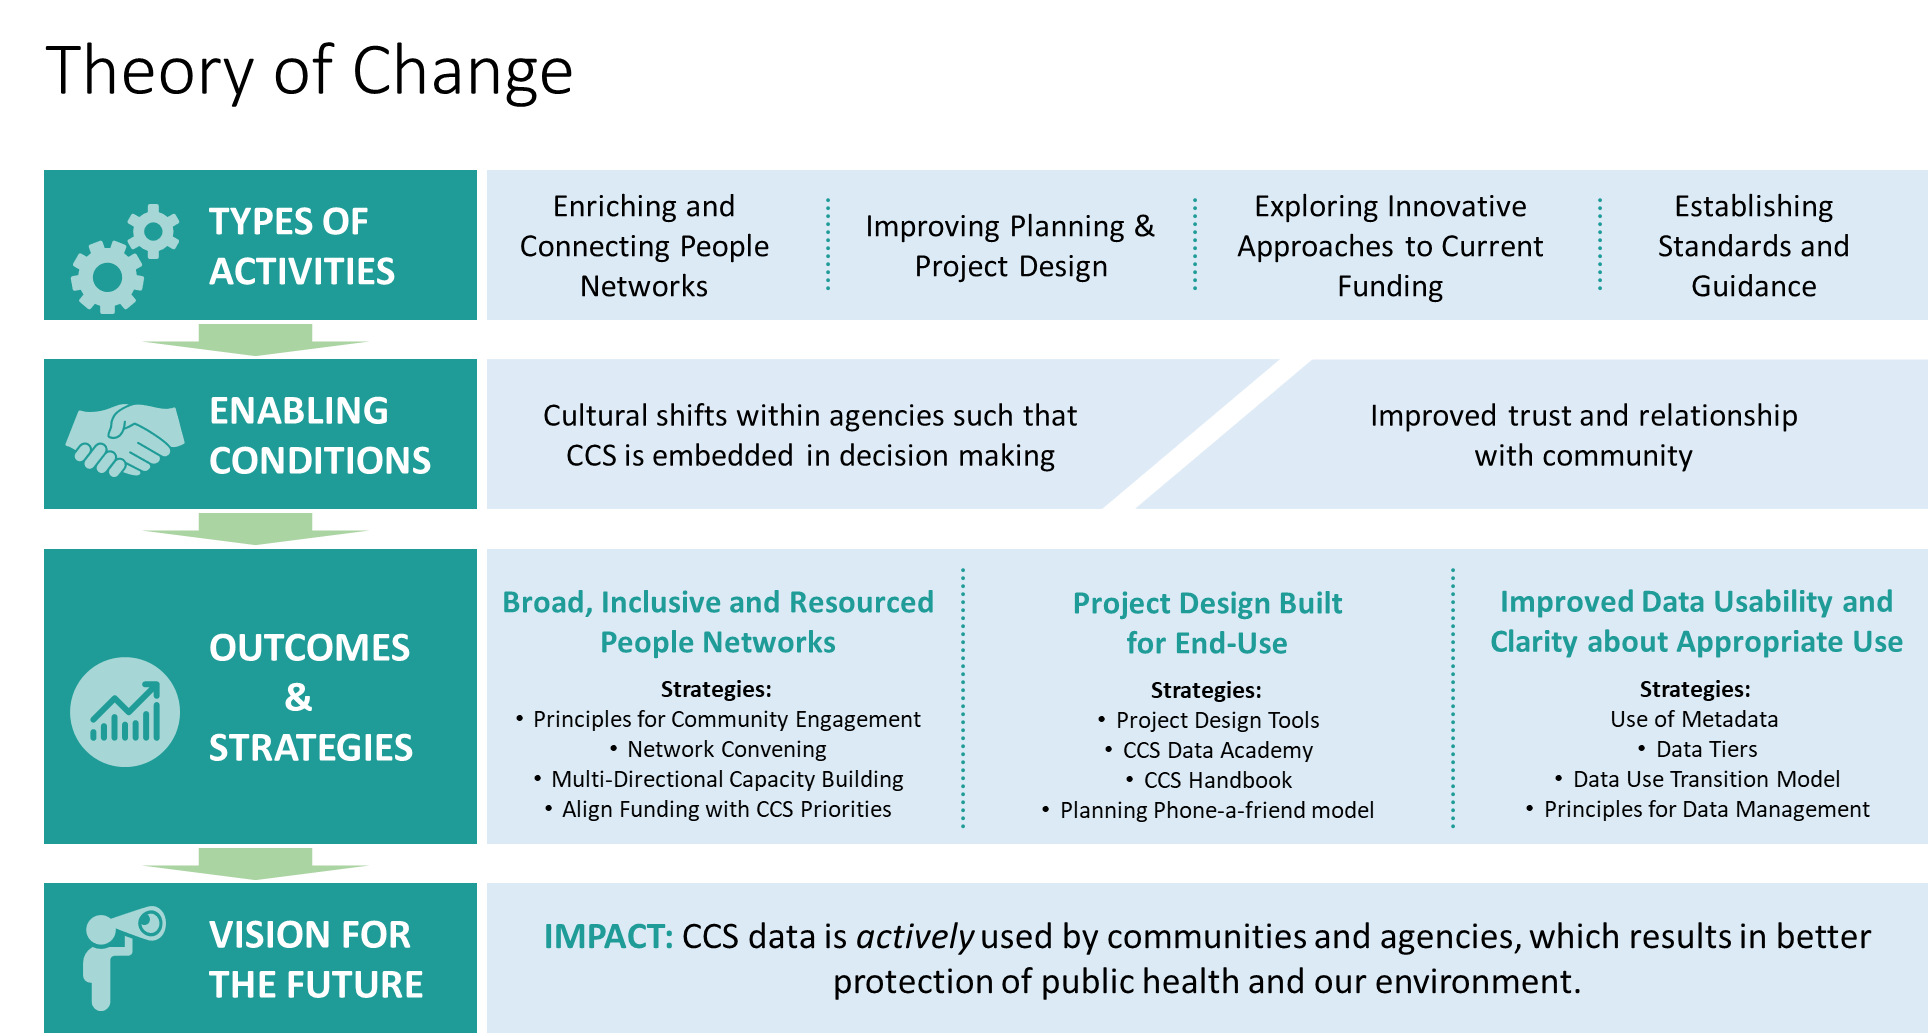 Theory of Change
TYPES OF
ACTIVITIES
Enriching and
Connecting People
Networks
Improving Planning &
Project Design
Exploring Innovative
Approaches to Current
Funding
Establishing
Standards and
Guidance
ENABLING
CONDITIONS
Cultural shifts within agencies such that
CCS is embedded in decision making
Improved trust and relationship
with community
OUTCOMES
&
STRATEGIES
Broad, Inclusive and Resourced
People Networks
Strategies:
• Principles for Community Engagement
• Network Convening
• Multi-Directional Capacity Building
• Align Funding with CCS Priorities
Project Design Built
for End-Use
Strategies:
• Project Design Tools
• CCS Data Academy
• CCS Handbook
• Planning Phone-a-friend model
Improved Data Usability and
Clarity about Appropriate Use
Strategies:
Use of Metadata
• Data Tiers
• Data Use Transition Model
• Principles for Data Management
VISION FOR
THE FUTURE
IMPACT: CCS data is actively used by communities and agencies, which results in better
protection of public health and our environment.